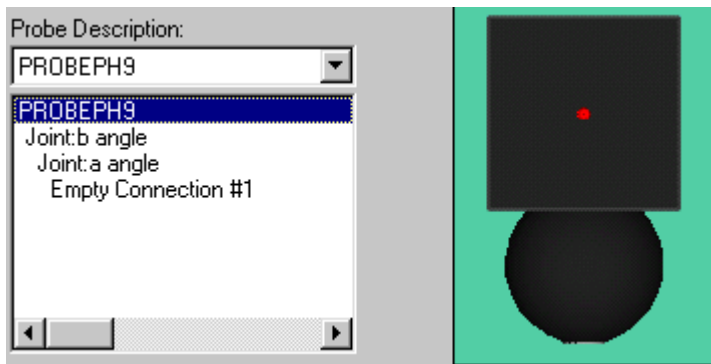 Probe Description:
PROBEPH9
PROBEPH9
Joint:b angle
Joint:a angle
Empty Connection #1